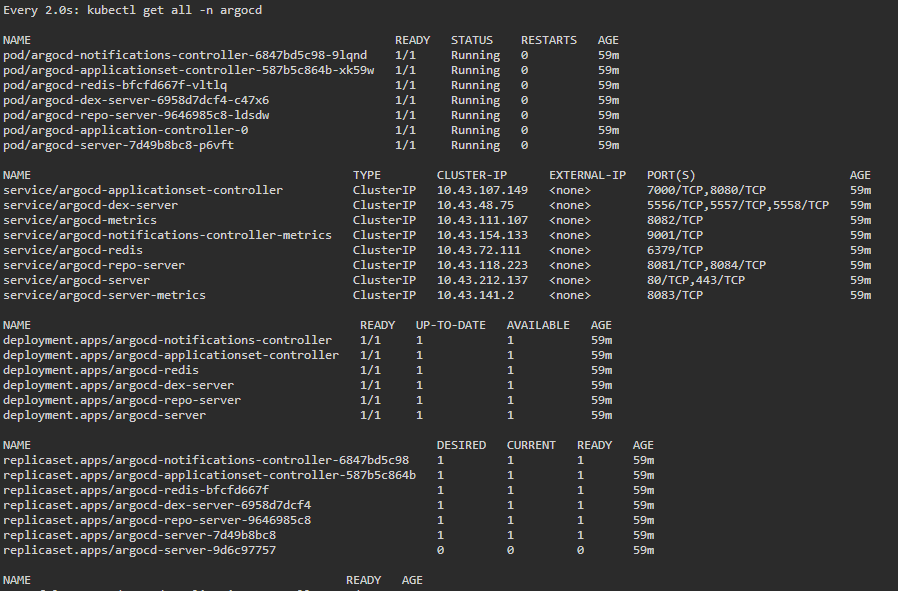 Every 2.0s: kubectl get all -n argocd
NAME READY STATUS RESTARTS AGE
pod/argocd-notifications-controller-6847bd5c98-9lqnd 1/1 Running 0 59m
pod/argocd-applicationset-controller-587b5c864b-xk59w 1/1 Running 0 59m
pod/argocd-redis-bfcfd667f-vltlq 1/1 Running 0 59m
pod/argocd-dex-server-6958d7dcf4-c47x6 1/1 Running 0 59m
pod/argocd-repo-server-9646985c8-ldsdw 1/1 Running 0 59m
pod/argocd-application-controller-0 1/1 Running 0 59m
pod/argocd-server-7d49b8bc8-p6vft 1/1 Running 0 59m
NAME TYPE CLUSTER-IP EXTERNAL-IP PORT(S) AGE
service/argocd-applicationset-controller ClusterIP 10.43.107.149 <none> 7000/TCP,8080/TCP 59m
service/argocd-dex-server ClusterIP 10.43.48.75 <none> 5556/TCP,5557/TCP,5558/TCP 59m
service/argocd-metrics ClusterIP 10.43.111.107 <none> 8082/TCP 59m
service/argocd-notifications-controller-metrics ClusterIP 10.43.154.133 <none> 9001/TCP 59m
service/argocd-redis ClusterIP 10.43.72.111 <none> 6379/TCP 59m
service/argocd-repo-server ClusterIP 10.43.118.223 <none> 8081/TCP,8084/TCP 59m
service/argocd-server ClusterIP 10.43.212.137 <none> 80/TCP,443/TCP 59m
service/argocd-server-metrics ClusterIP 10.43.141.2 <none> 8083/TCP 59m
NAME READY UP-TO-DATE AVAILABLE AGE
deployment.apps/argocd-notifications-controller 1/1 1 1 59m
deployment.apps/argocd-applicationset-controller 1/1 1 1 59m
deployment.apps/argocd-redis 1/1 1 1 59m
deployment.apps/argocd-dex-server 1/1 1 1 59m
deployment.apps/argocd-repo-server 1/1 1 1 59m
deployment.apps/argocd-server 1/1 1 1 59m
NAME DESIRED CURRENT READY AGE
replicaset.apps/argocd-notifications-controller-6847bd5c98 1 1 1 59m
replicaset.apps/argocd-applicationset-controller-587b5c864b 1 1 1 59m
replicaset.apps/argocd-redis-bfcfd667f 1 1 1 59m
replicaset.apps/argocd-dex-server-6958d7dcf4 1 1 1 59m
replicaset.apps/argocd-repo-server-9646985c8 1 1 1 59m
replicaset.apps/argocd-server-7d49b8bc8 1 1 1 59m
replicaset.apps/argocd-server-9d6c97757 0 0 0 59m
NAME READY AGE